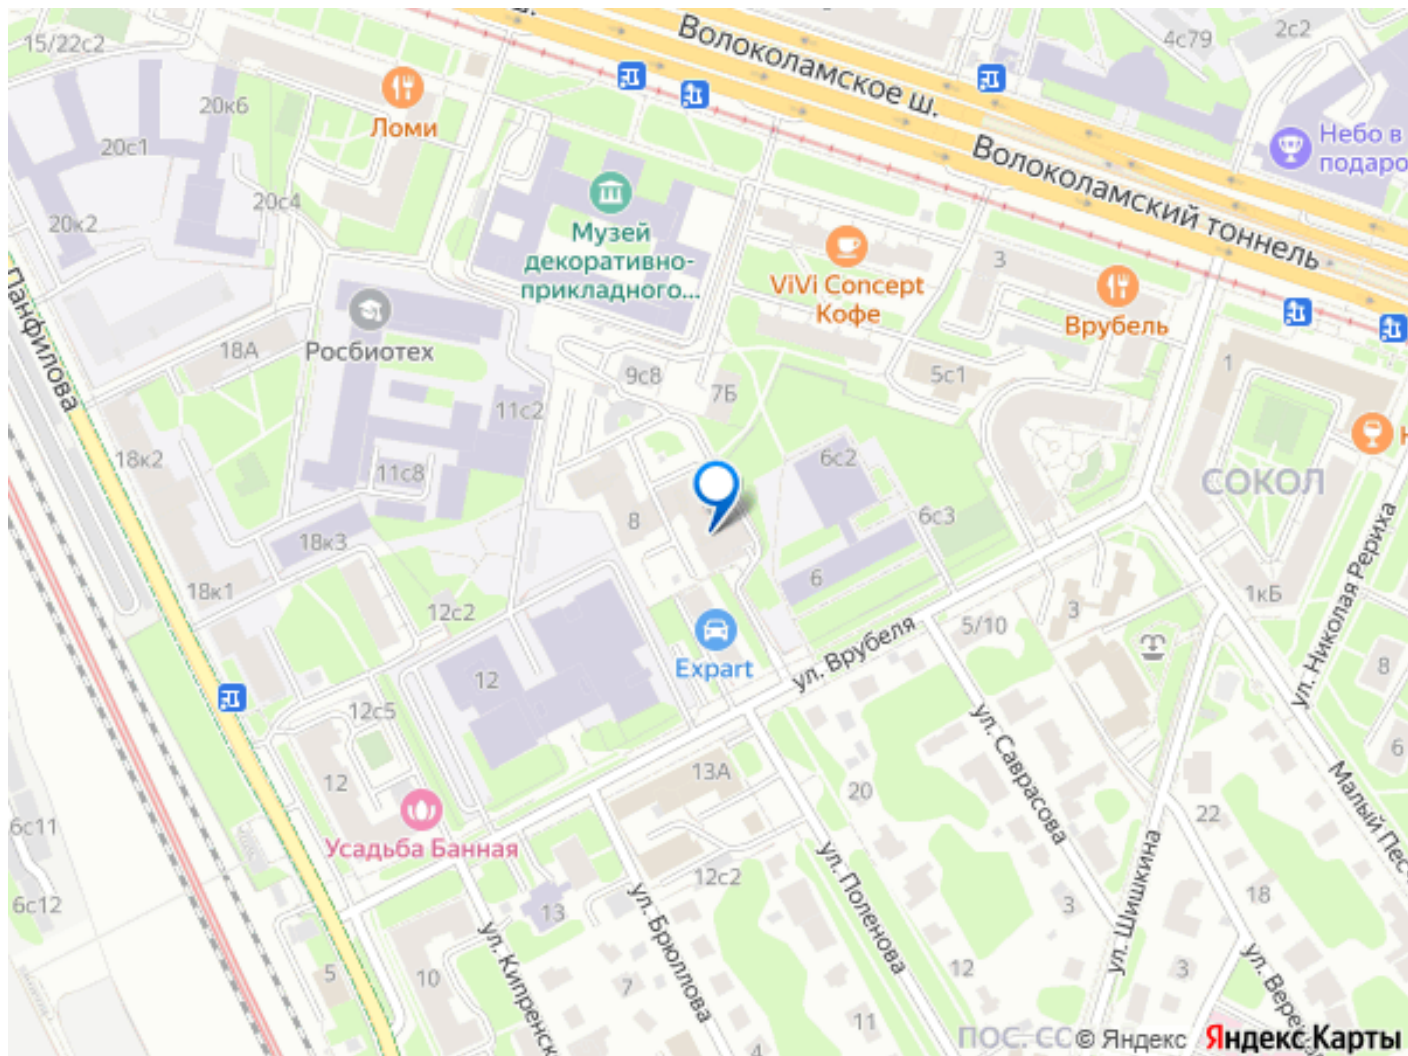 15/22с2
20к6
20с1
20к2
20с4
Ломи
Волоколамское ш.
4с79
2с2
Небо в
подаро
Волоколамский тоннель
Музей
декоративно-
прикладного...
ViVi Concept
Кофе
3
Врубель
Панфилова
18А
Росбиотех
11с2
9с8
7Б
5с1
1
18к2
11с8
8
6с2
6с3
СОКОЛ
18к3
18к1
12с2
6
1кБ
ул. Николая Рериха
Expart
ул. Врубеля
5/10
3
8
12
12с5
12
13А
20
ул. Саврасова
6
Малый Пес
22
6с11
Усадьба Банная
6с12
13
12с2
ул. Поленова
3
ул. Шишкина
18
5
10
ул. Кипренск
ул. Брюллова
7
11
12
3
ул. Вере
4
ПОС. СО
© Яндекс
Яндекс Карты